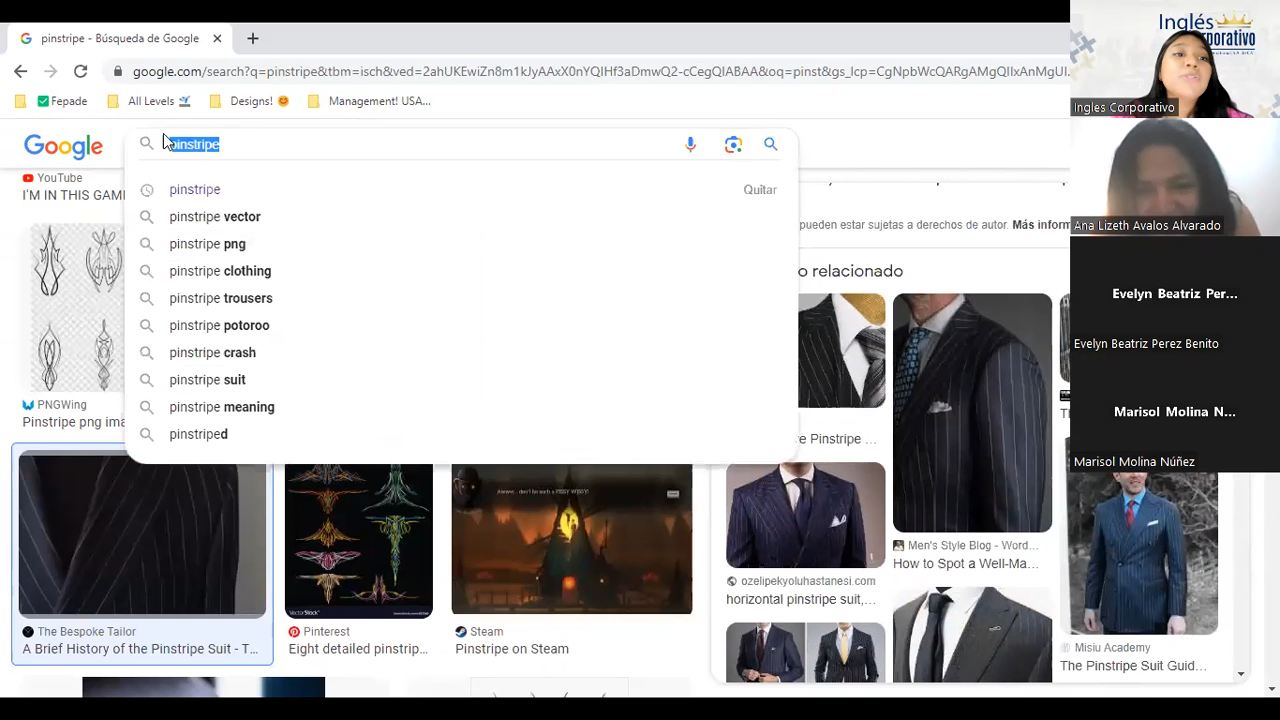 pinstripe - Búsqueda de Google
google.com/search?q=pinstripe&tbm=isch&ved=2ahUKEwiZn8m1kJyAAxX0nYQIHf3aDmwQ2-cCegQIABAA&oq=pinst&gs_lcp=CgNpbWcQARgAMgQIIxAnMgUI
Fepade
All Levels
Designs!
Management! USA...
Google
pinstripe
pinstripe
Quitar
pinstripe vector
pinstripe png
pinstripe clothing
pinstripe trousers
pinstripe potoroo
pinstripe crash
pinstripe suit
pinstripe meaning
pinstriped
YouTube
I'M IN THIS GAM
PNGWing
Pinstripe png ima
The Bespoke Tailor
A Brief History of the Pinstripe Suit - T...
VectorStock
Pinterest
Eight detailed pinstrip...
Steam
Pinstripe on Steam
pueden estar sujetas a derechos de autor. Más inform
o relacionado
e Pinstripe ...
Men's Style Blog - Word...
How to Spot a Well-Ma...
ozelipekyoluhastanesi.com
horizontal pinstripe suit,...
Misiu Academy
The Pinstripe Suit Guid...
Inglés
Corporativo
Ingles Corporativo
Ana Lizeth Avalos Alvarado
Evelyn Beatriz Per...
Evelyn Beatriz Perez Benito
Marisol Molina N...
Marisol Molina Núñez